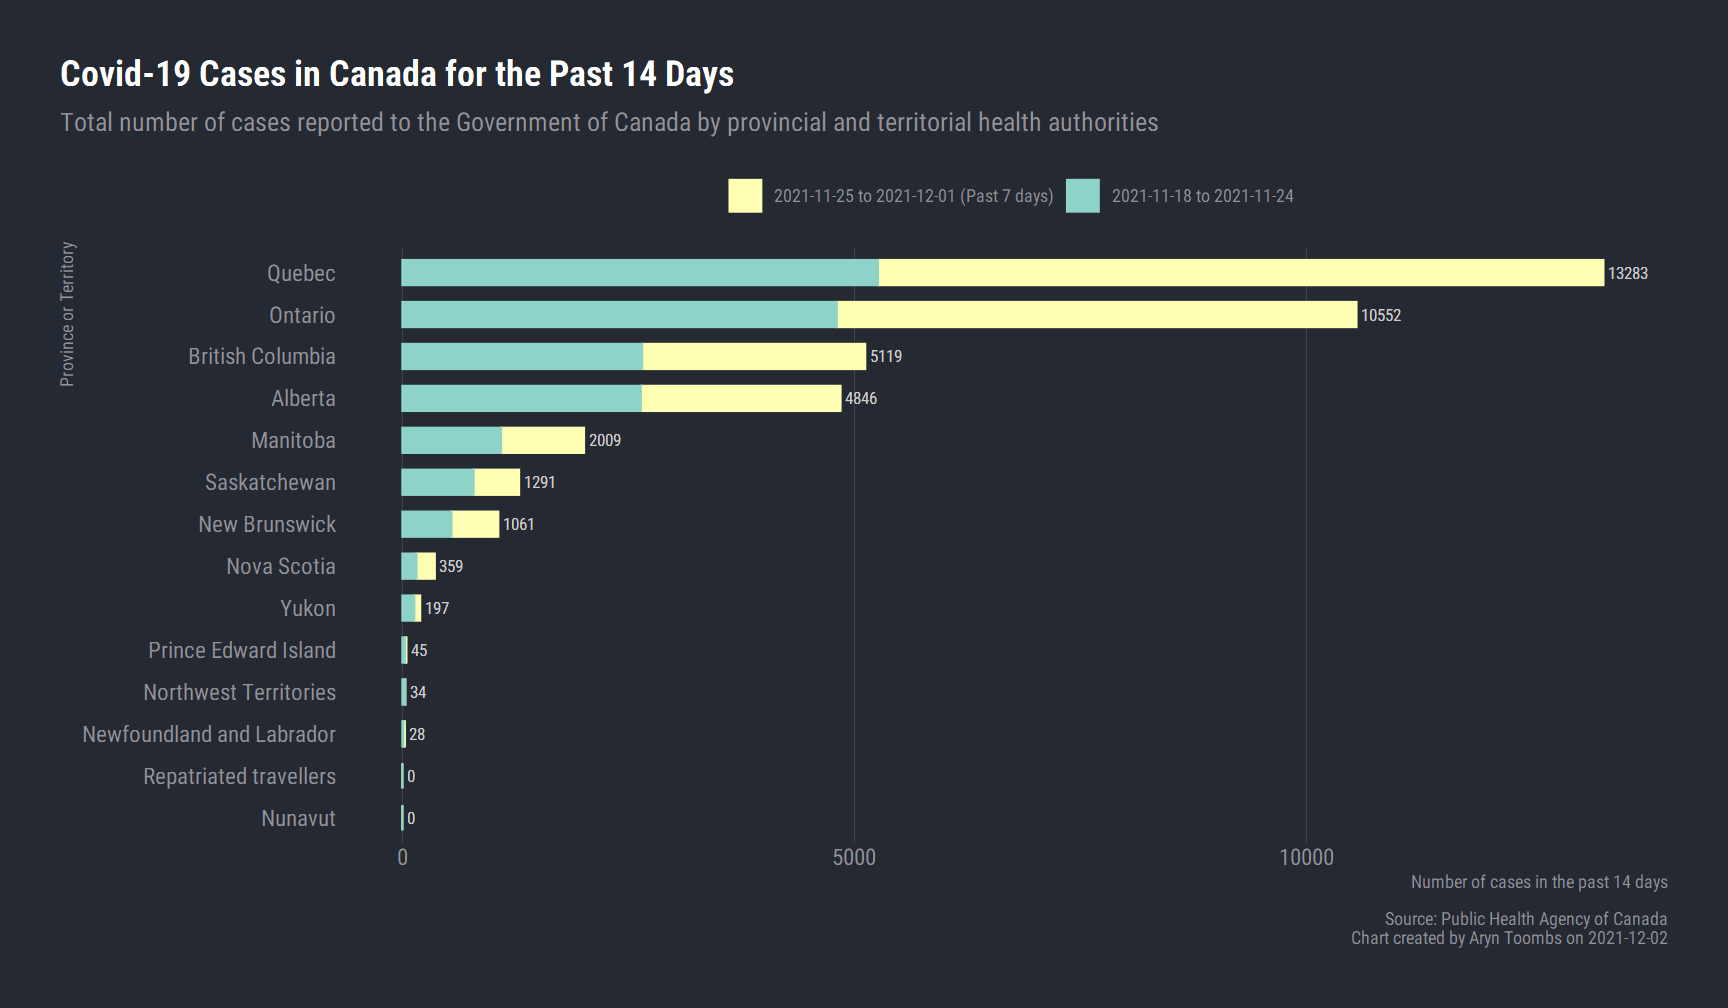 Covid-19 Cases in Canada for the Past 14 Days
Total number of cases reported to the Government of Canada by provincial and territorial health authorities
2021-11-25 to 2021-12-01 (Past 7 days) 2021-11-18 to 2021-11-24
Province or Territory
Quebec 13283
Ontario 10552
British Columbia 5119
Alberta 4846
Manitoba 2009
Saskatchewan 1291
New Brunswick 1061
Nova Scotia 359
Yukon 197
Prince Edward Island 45
Northwest Territories 34
Newfoundland and Labrador 28
Repatriated travellers 0
Nunavut 0
0 5000 10000
Number of cases in the past 14 days
Source: Public Health Agency of Canada
Chart created by Aryn Toombs on 2021-12-02